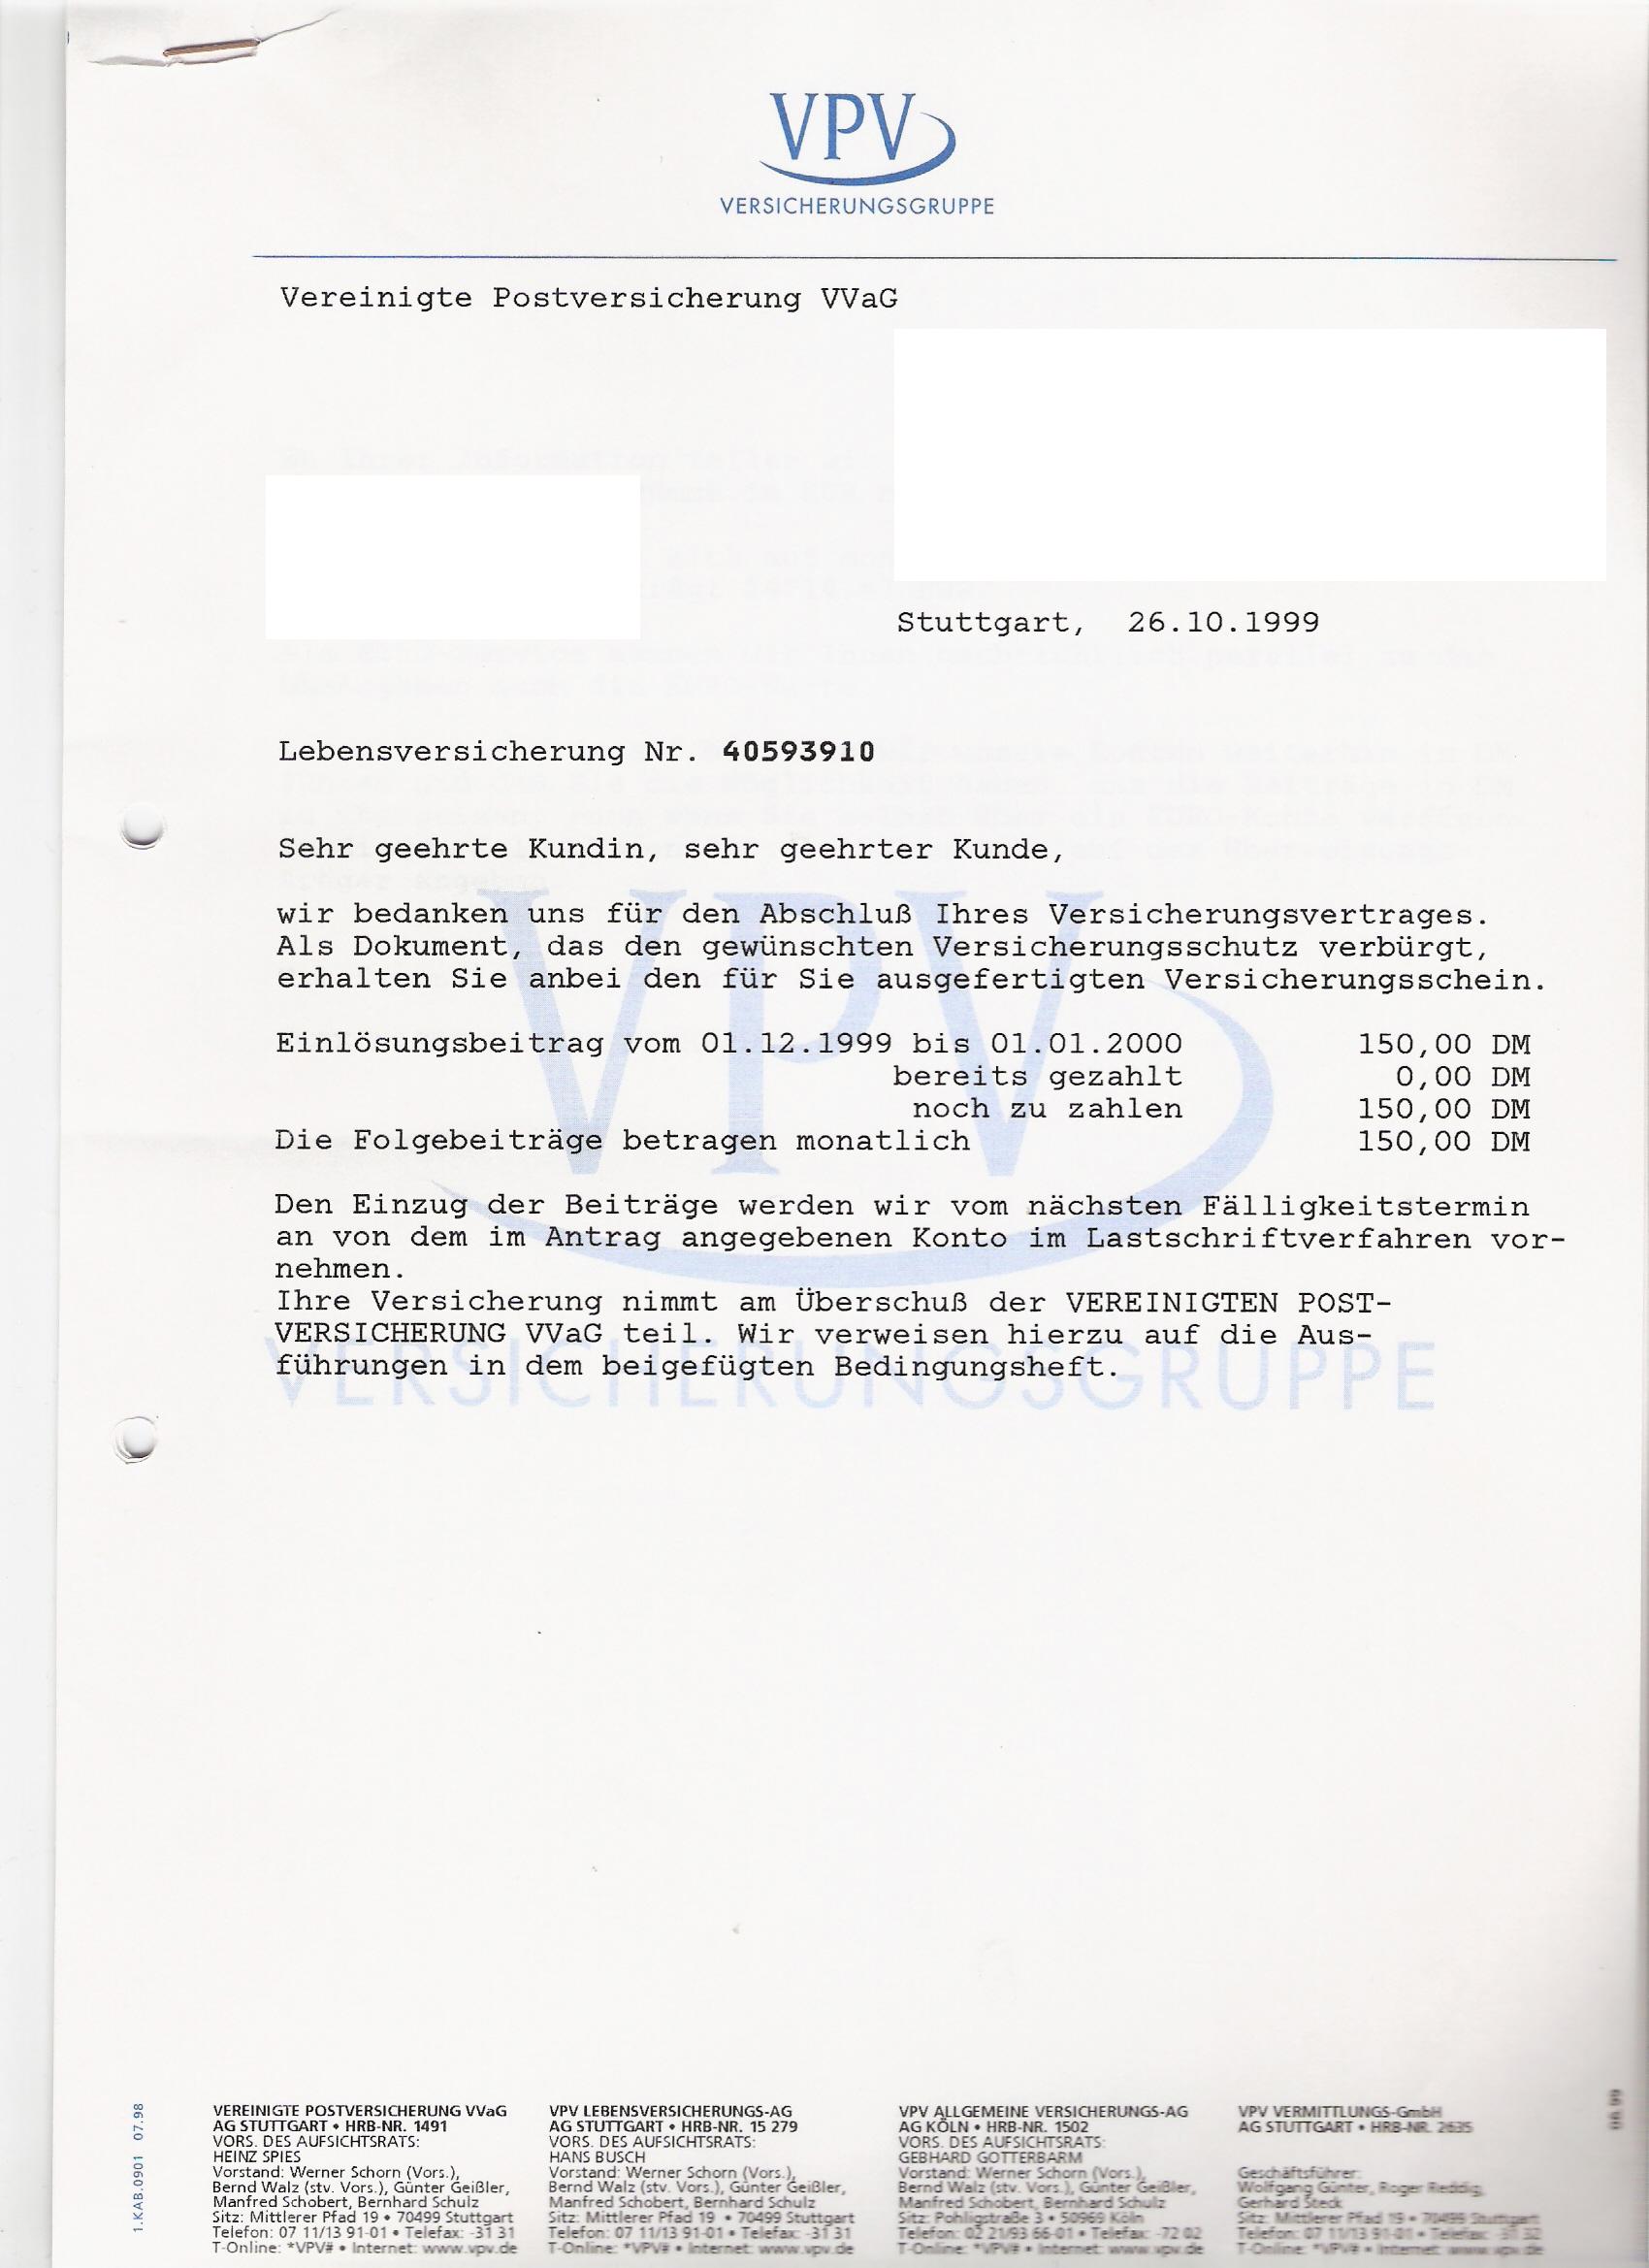 VPV
VERSICHERUNGSGRUPPE
Vereinigte Postversicherung VVaG
Stuttgart, 26.10.1999
Lebensversicherung Nr. 40593910
Sehr geehrte Kundin, sehr geehrter Kunde,
wir bedanken uns für den Abschluß Ihres Versicherungsvertrages.
Als Dokument, das den gewünschten Versicherungsschutz verbürgt,
erhalten Sie anbei den für Sie ausgefertigten Versicherungsschein.
Einlösungsbeitrag vom 01.12.1999 bis 01.01.2000 150,00 DM
bereits gezahlt 0,00 DM
noch zu zahlen 150,00 DM
Die Folgebeiträge betragen monatlich 150,00 DM
Den Einzug der Beiträge werden wir vom nächsten Fälligkeitstermin
an von dem im Antrag angegebenen Konto im Lastschriftverfahren vor-
nehmen.
Ihre Versicherung nimmt am Überschuß der VEREINIGTEN POST-
VERSICHERUNG VVaG teil. Wir verweisen hierzu auf die Aus-
führungen in dem beigefügten Bedingungsheft.
VPV
VERSICHERUNGSGRUPPE
1.KAB.0901 07.98
VEREINIGTE POSTVERSICHERUNG VVaG
AG STUTTGART • HRB-NR. 1491
VORS. DES AUFSICHTSRATS:
HEINZ SPIES
Vorstand: Werner Schorn (Vors.),
Bernd Walz (stv. Vors.), Günter Geißler,
Manfred Schobert, Bernhard Schulz
Sitz: Mittlerer Pfad 19 • 70499 Stuttgart
Telefon: 07 11/13 91-01 • Telefax: -31 31
T-Online: *VPV# • Internet: www.vpv.de
VPV LEBENSVERSICHERUNGS-AG
AG STUTTGART • HRB-NR. 15 279
VORS. DES AUFSICHTSRATS:
HANS BUSCH
Vorstand: Werner Schorn (Vors.),
Bernd Walz (stv. Vors.), Günter Geißler,
Manfred Schobert, Bernhard Schulz
Sitz: Mittlerer Pfad 19 • 70499 Stuttgart
Telefon: 07 11/13 91-01 • Telefax: -31 31
T-Online: *VPV# • Internet: www.vpv.de
VPV ALLGEMEINE VERSICHERUNGS-AG
AG KÖLN • HRB-NR. 1502
VORS. DES AUFSICHTSRATS:
GEBHARD GOTTERBARM
Vorstand: Werner Schorn (Vors.),
Bernd Walz (stv. Vors.), Günter Geißler,
Manfred Schobert, Bernhard Schulz
Sitz: Pohligstraße 3 • 50969 Köln
Telefon: 02 21/93 66-01 • Telefax: -72 02
T-Online: *VPV# • Internet: www.vpv.de
VPV VERMITTLUNGS-GmbH
AG STUTTGART • HRB-NR. 2635
Geschäftsführer:
Wolfgang Günter, Roger Reddig,
Gerhard Steck
Sitz: Mittlerer Pfad 19 • 70499 Stuttgart
Telefon: 07 11/13 91-01 • Telefax:
T-Online: *VPV# • Internet: www.vpv.de